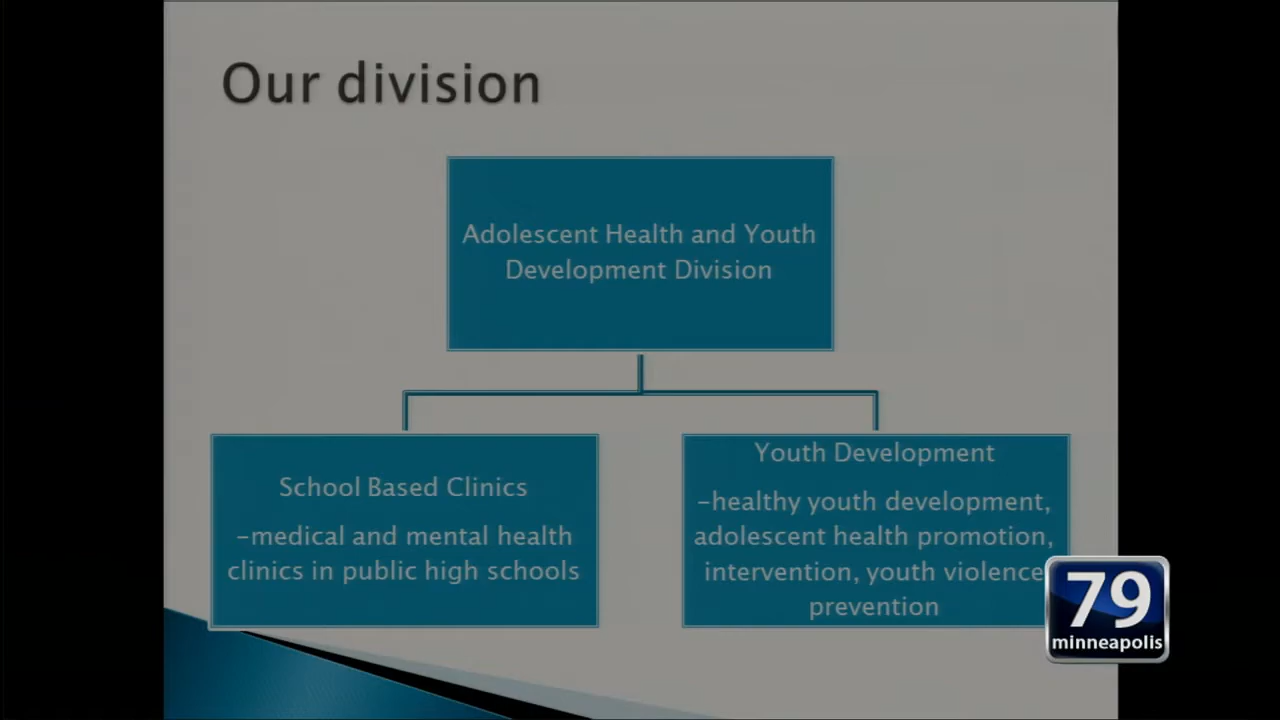 Our division
Adolescent Health and Youth
Development Division
School Based Clinics
-medical and mental health
clinics in public high schools
Youth Development
-healthy youth development,
adolescent health promotion,
intervention, youth violence
prevention
79
minneapolis